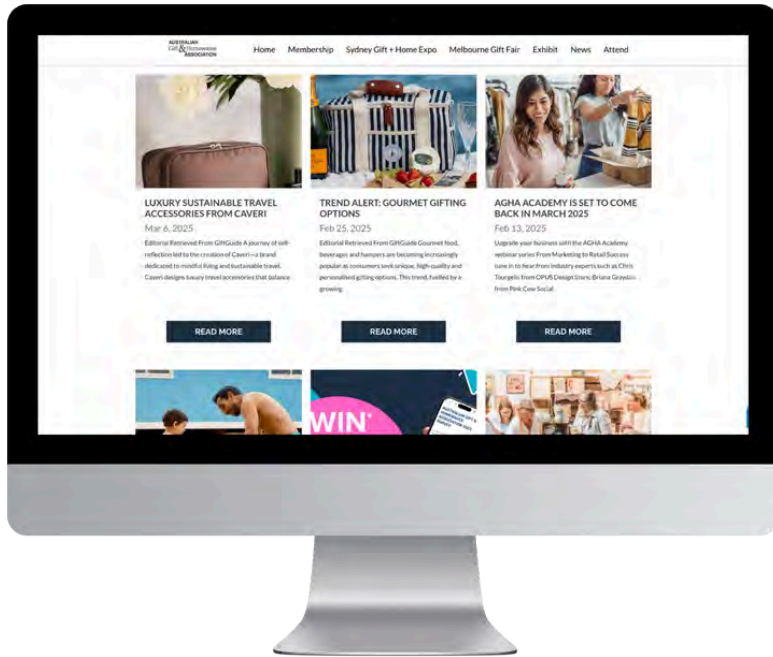 AUSTRALIAN
Gift & Homewares
ASSOCIATION
Home Membership Sydney Gift + Home Expo Melbourne Gift Fair Exhibit News Attend
LUXURY SUSTAINABLE TRAVEL
ACCESSORIES FROM CAVERI
Mar 6, 2025
Editorial Retrieved From GiftGuide A journey of self-
reflection led to the creation of Caveri—a brand
dedicated to mindful living and sustainable travel.
Caveri designs luxury travel accessories that balance
READ MORE
TREND ALERT: GOURMET GIFTING
OPTIONS
Feb 25, 2025
Editorial Retrieved From GiftGuide Gourmet food,
beverages and hampers are becoming increasingly
popular as consumers seek unique, high-quality and
personalised gifting options. This trend, fuelled by a
growing
READ MORE
AGHA ACADEMY IS SET TO COME
BACK IN MARCH 2025
Feb 13, 2025
Upgrade your business with the AGHA Academy
webinar series From Marketing to Retail Success
tune in to hear from industry experts such as Chris
Tourgelis from OPUS Design Store; Briana Graydon
from Pink Cow Social
READ MORE
WIN*
AUSTRALIAN GIFT &
HOMEWARES
ASSOCIATION 2025
SURVEY